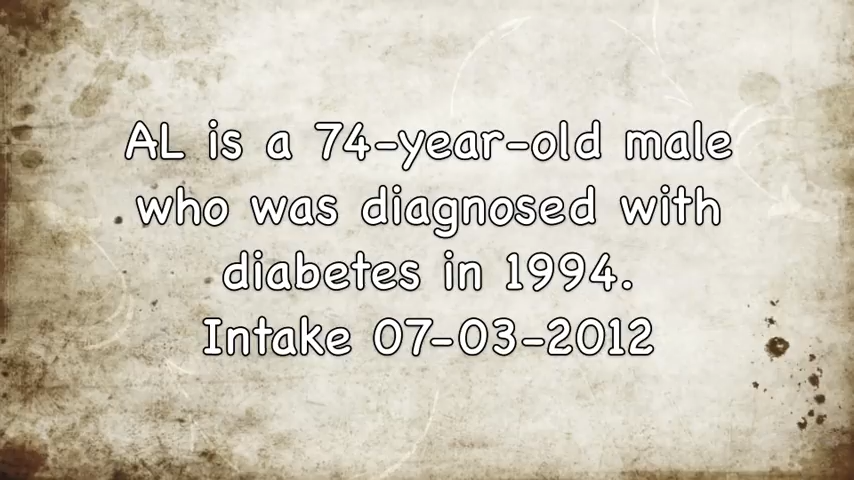 AL is a 74-year-old male
who was diagnosed with
diabetes in 1994.
Intake 07-03-2012